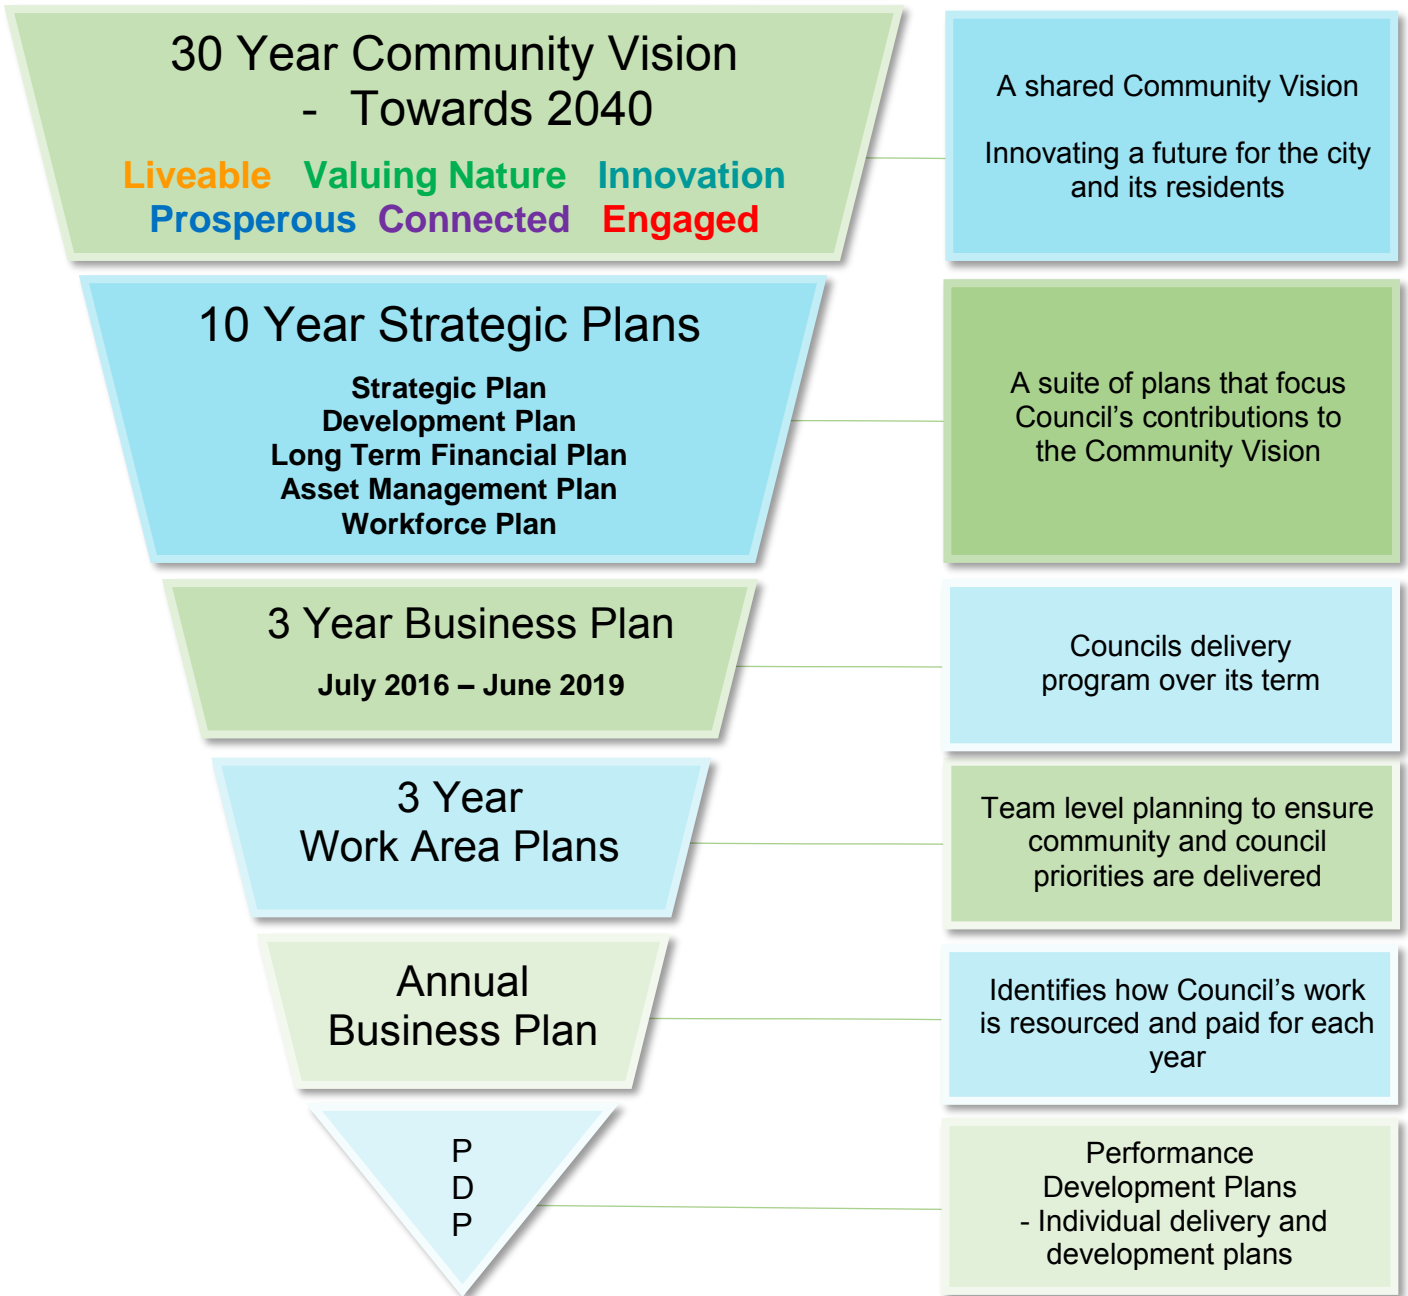 30 Year Community Vision
- Towards 2040
Liveable Valuing Nature Innovation
Prosperous Connected Engaged
A shared Community Vision
Innovating a future for the city
and its residents
10 Year Strategic Plans
Strategic Plan
Development Plan
Long Term Financial Plan
Asset Management Plan
Workforce Plan
A suite of plans that focus
Council’s contributions to
the Community Vision
3 Year Business Plan
July 2016 – June 2019
Councils delivery
program over its term
3 Year
Work Area Plans
Team level planning to ensure
community and council
priorities are delivered
Annual
Business Plan
Identifies how Council’s work
is resourced and paid for each
year
P
D
P
Performance
Development Plans
- Individual delivery and
development plans